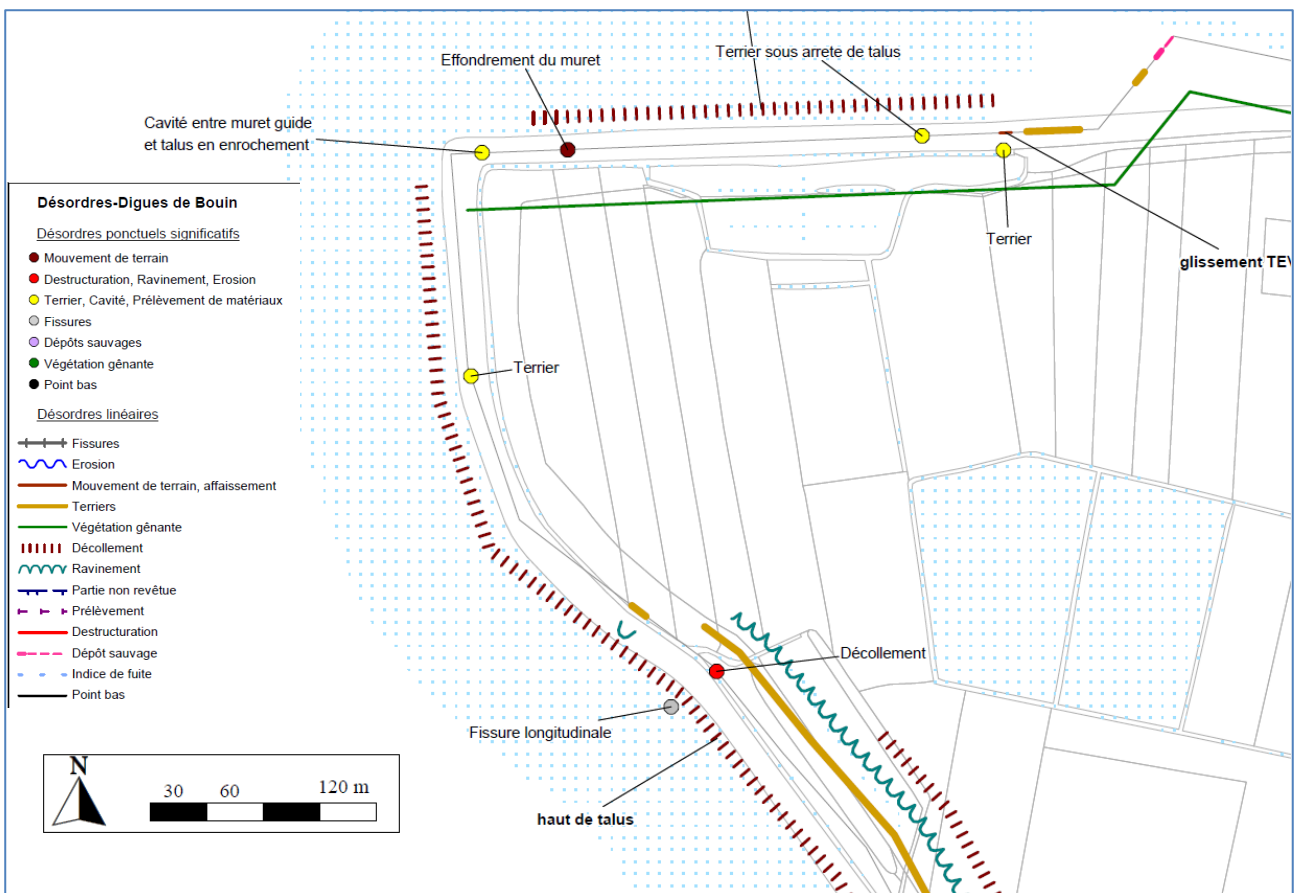 Effondrement du muret
Terrier sous arrete de talus
Cavité entre muret guide
et talus en enrochement
Terrier
glissement TEV
Terrier
Décollement
Fissure longitudinale
haut de talus
Désordres-Digues de Bouin
Désordres ponctuels significatifs
Mouvement de terrain
Destructuration, Ravinement, Erosion
Terrier, Cavité, Prélèvement de matériaux
Fissures
Dépôts sauvages
Végétation gênante
Point bas
Désordres linéaires
Fissures
Erosion
Mouvement de terrain, affaissement
Terriers
Végétation gênante
Décollement
Ravinement
Partie non revêtue
Prélèvement
Destructuration
Dépôt sauvage
Indice de fuite
Point bas
N
30 60 120 m